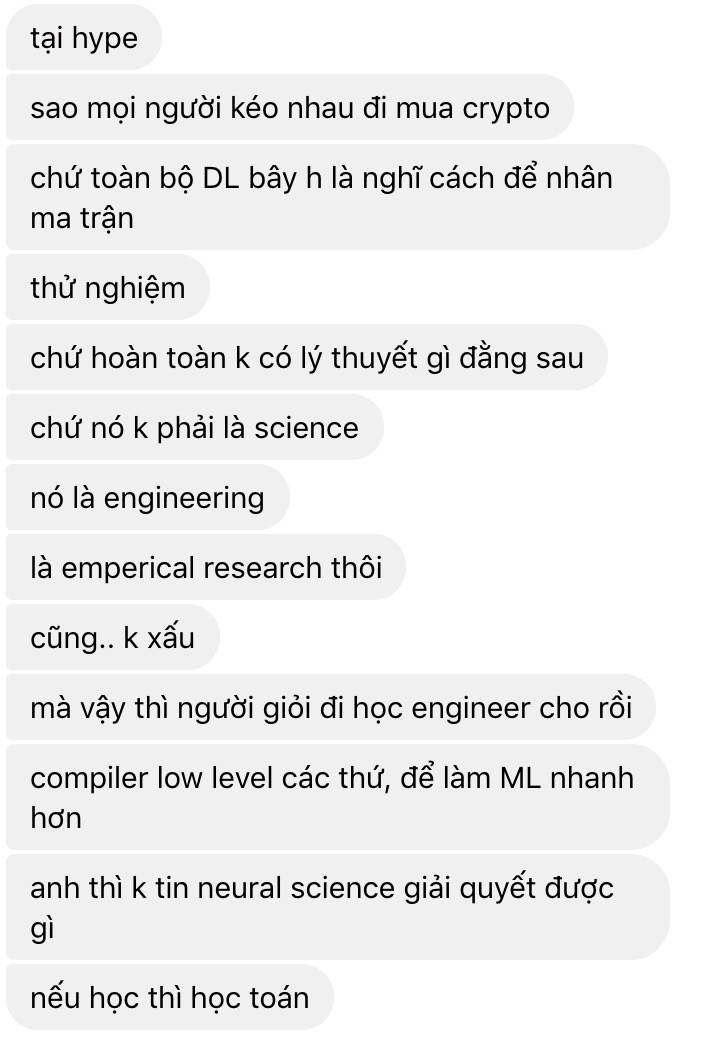 tại hype
sao mọi người kéo nhau đi mua crypto
chứ toàn bộ DL bây h là nghĩ cách để nhân
ma trận
thử nghiệm
chứ hoàn toàn k có lý thuyết gì đằng sau
chứ nó k phải là science
nó là engineering
là emperical research thôi
cũng.. k xấu
mà vậy thì người giỏi đi học engineer cho rồi
compiler low level các thứ, để làm ML nhanh
hơn
anh thì k tin neural science giải quyết được
gì
nếu học thì học toán